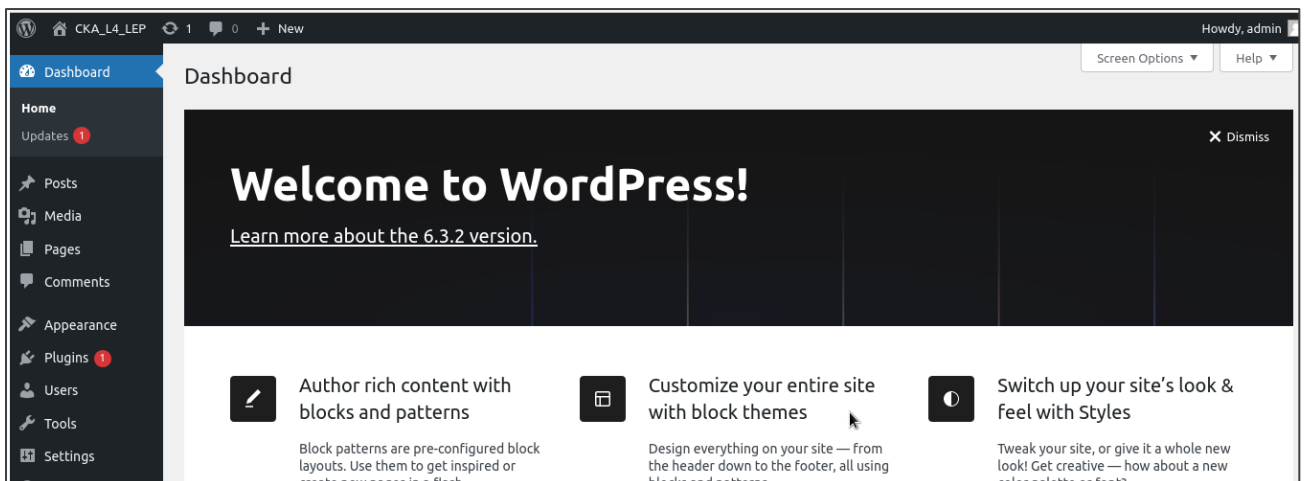 CKA_L4_LEP 1 0 + New Howdy, admin
Screen Options ▼ Help ▼
Dashboard
Home
Updates 1
Posts
Media
Pages
Comments
Appearance
Plugins 1
Users
Tools
Settings
Dashboard
Dismiss
Welcome to WordPress!
Learn more about the 6.3.2 version.
Author rich content with
blocks and patterns
Block patterns are pre-configured block
layouts. Use them to get inspired or
Customize your entire site
with block themes
Design everything on your site — from
the header down to the footer, all using
Switch up your site’s look &
feel with Styles
Tweak your site, or give it a whole new
look! Get creative — how about a new